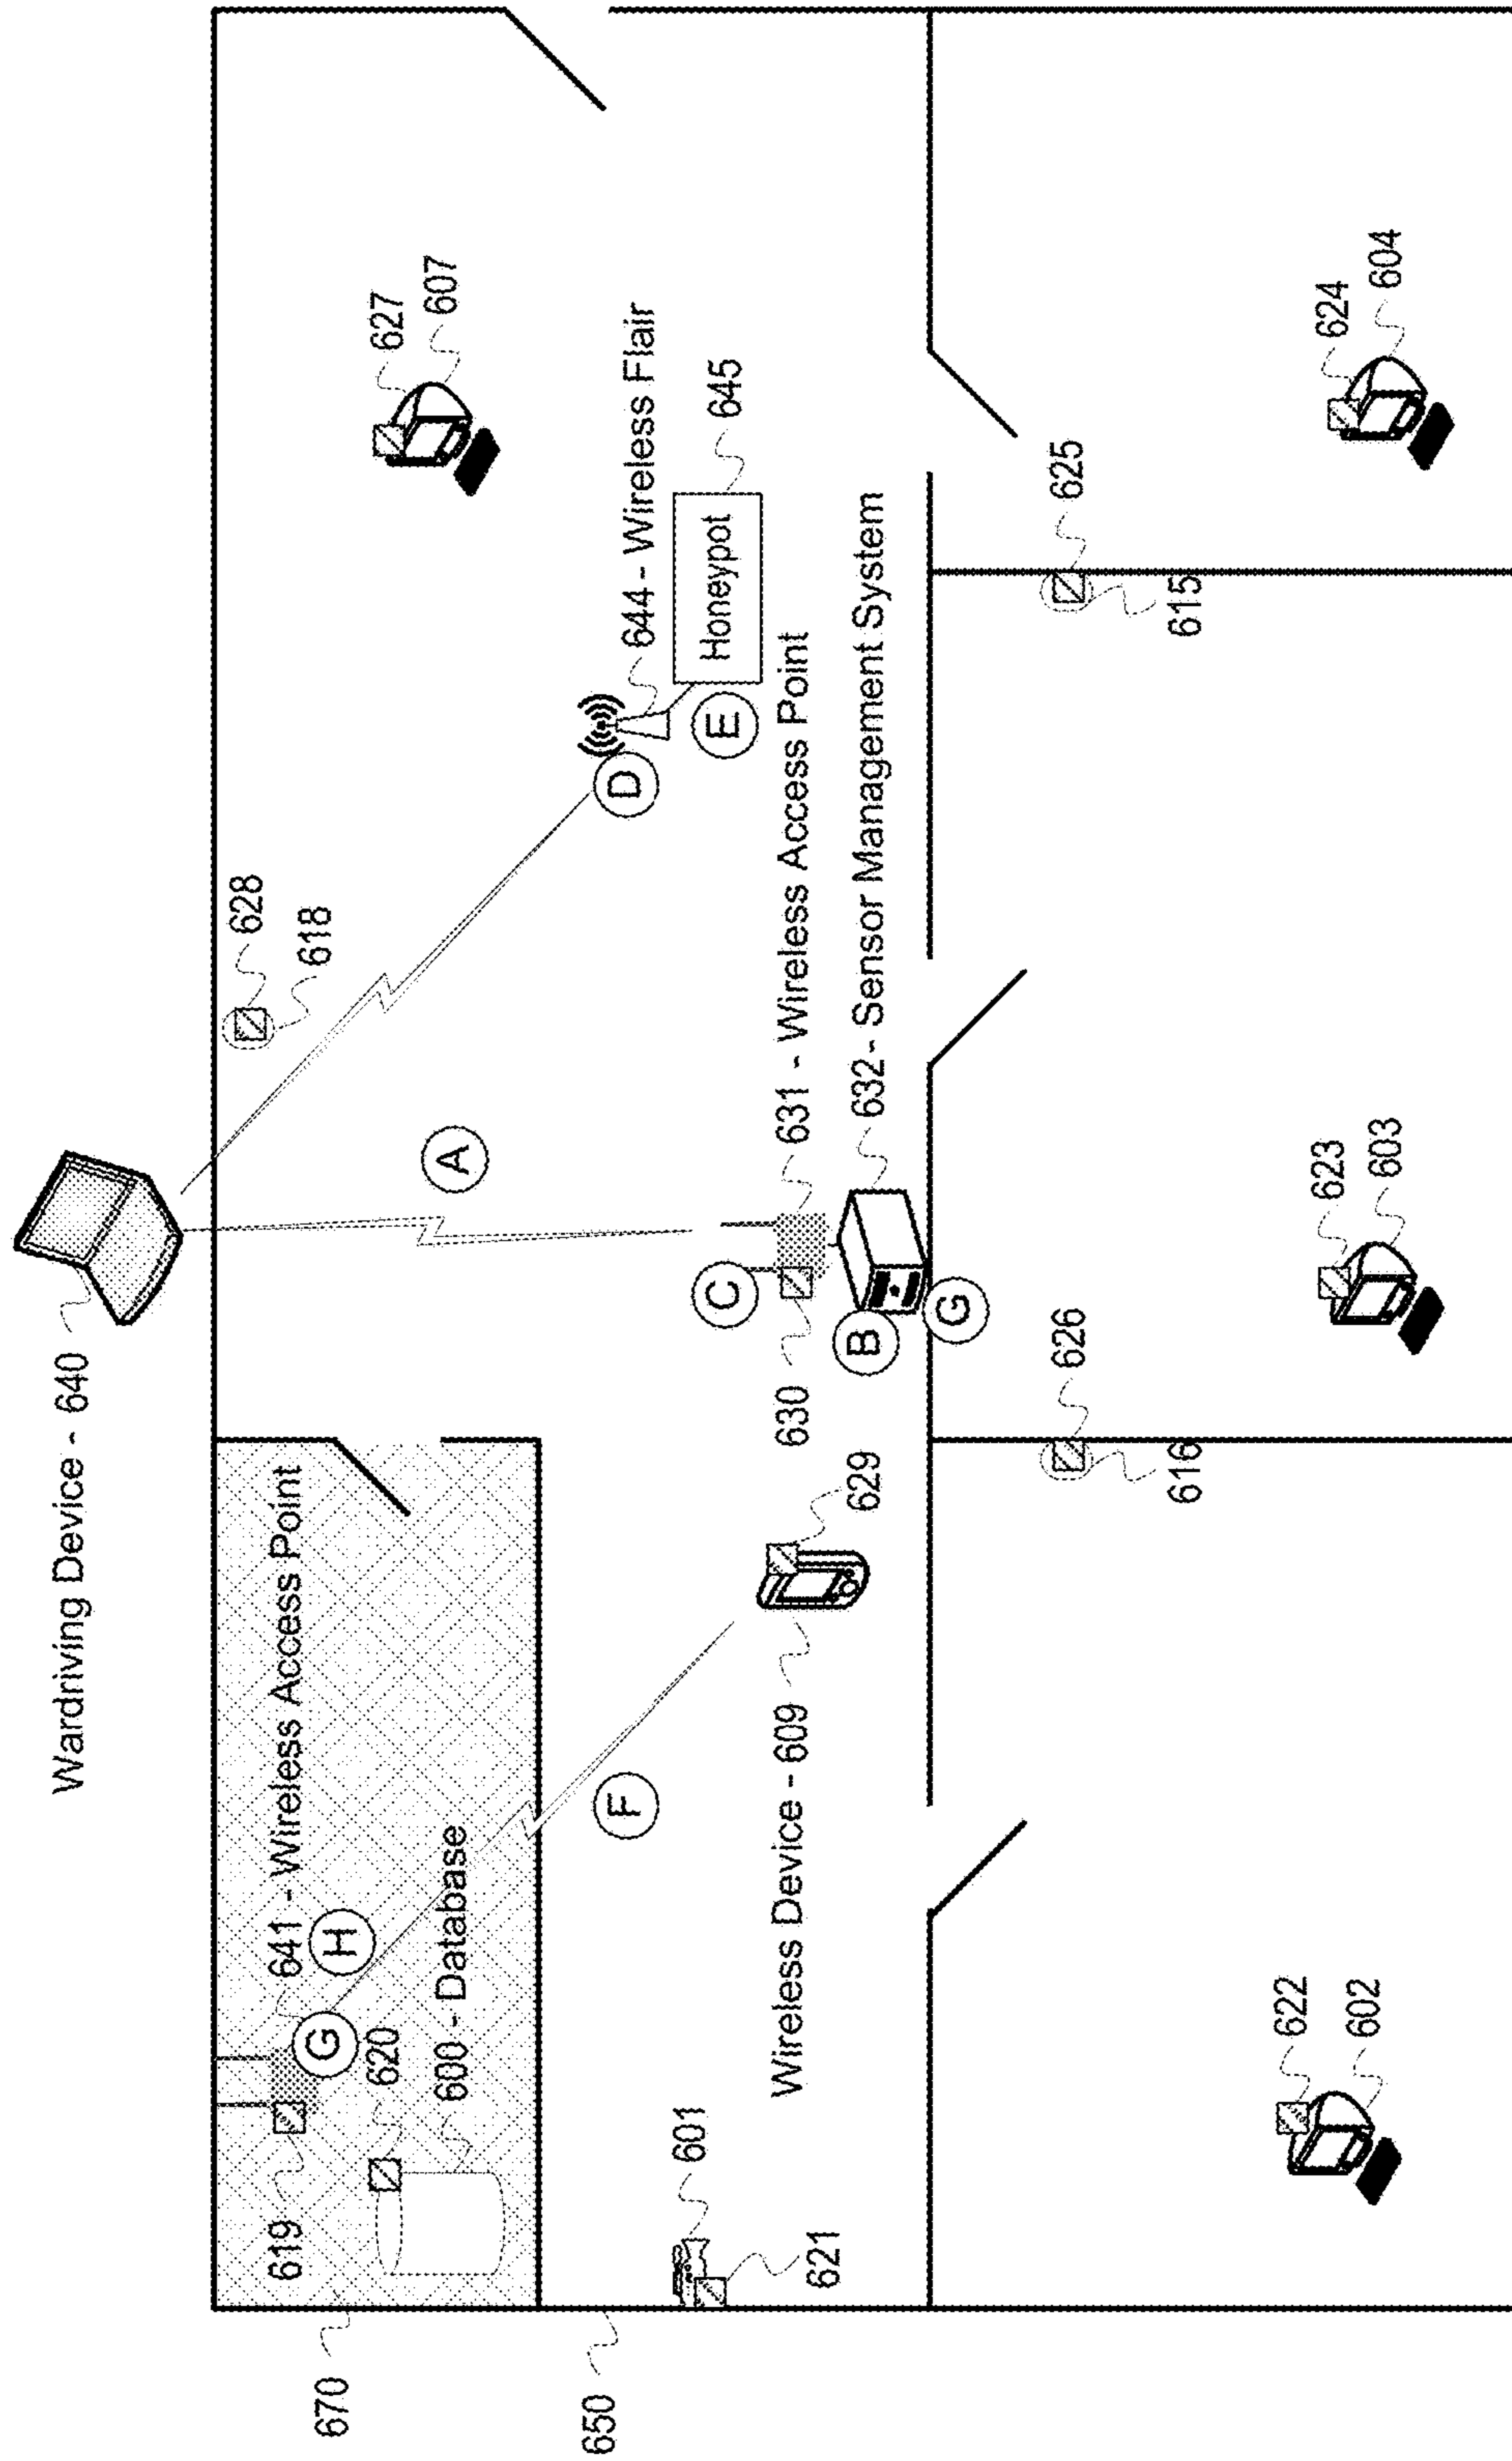 Wardriving Device - 640
670
650
619
641 - Wireless Access Point
H
G
620
600 - Database
601
621
F
Wireless Device - 609
629
A
628
618
C
630
631 - Wireless Access Point
B
G
632 - Sensor Management System
D
E
644 - Wireless Flair
Honeypot
645
627
607
626
616
625
615
622
602
623
603
624
604